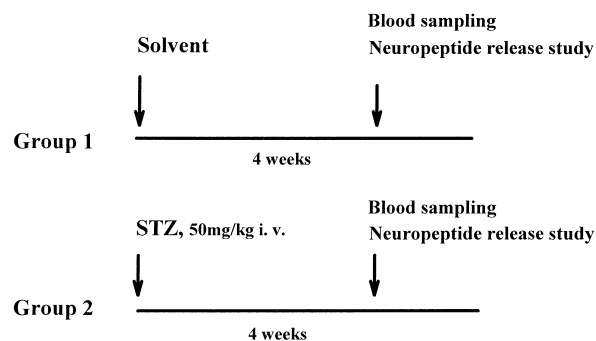 Blood sampling
Solvent
Neuropeptide release study
Group 1
4 weeks
Blood sampling
STZ, 50mg/kg i. v.
Neuropeptide release study
Group 2
4 weeks